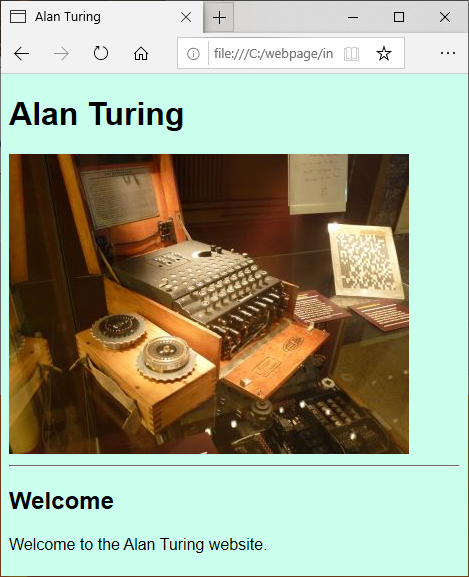 Alan Turing
file:///C:/webpage/in
Alan Turing
Welcome
Welcome to the Alan Turing website.